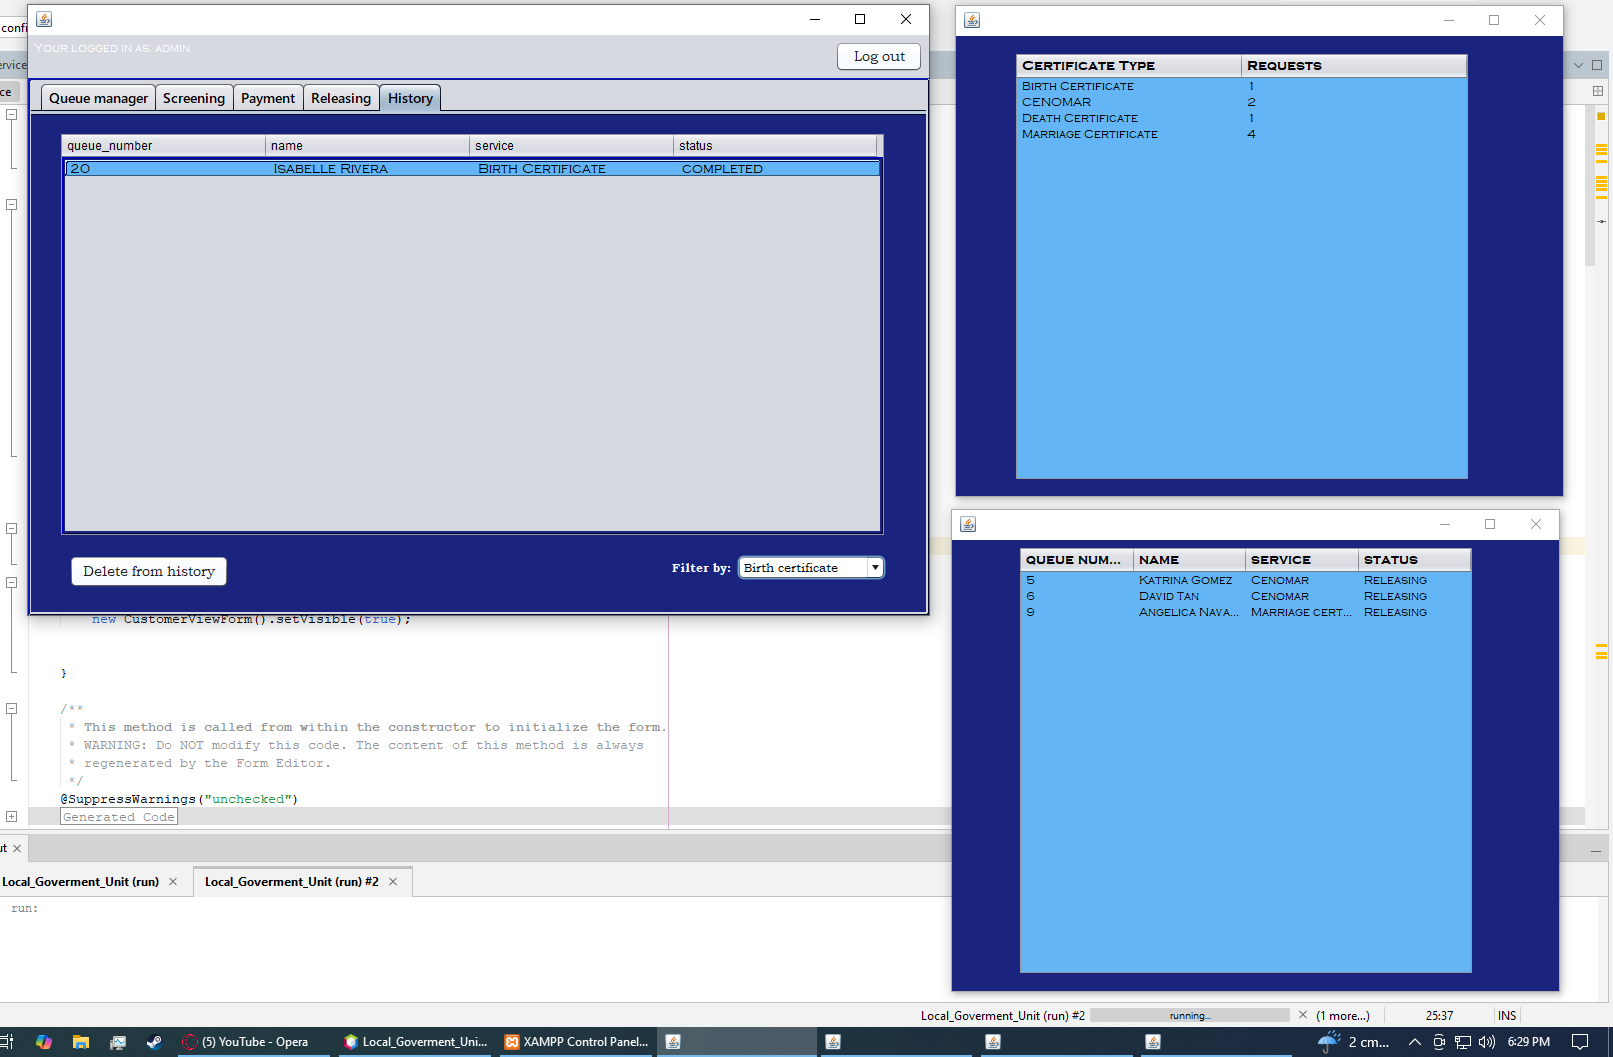 confi
Your logged in as: admin
Log out
ervice
ce
Queue manager
Screening
Payment
Releasing
History
queue_number name service status
20 Isabelle Rivera Birth Certificate COMPLETED
Delete from history
Filter by: Birth certificate
Certificate Type Requests
Birth Certificate 1
CENOMAR 2
Death Certificate 1
Marriage Certificate 4
QUEUE NUM... NAME SERVICE STATUS
5 Katrina Gomez Cenomar Releasing
6 David Tan Cenomar Releasing
9 Angelica Nava... Marriage cert... Releasing
new CustomerViewForm().setVisible(true);
}
/**
* This method is called from within the constructor to initialize the form.
* WARNING: Do NOT modify this code. The content of this method is always
* regenerated by the Form Editor.
*/
@SuppressWarnings("unchecked")
Generated Code
ut
Local_Goverment_Unit (run)
Local_Goverment_Unit (run) #2
run:
Local_Goverment_Unit (run) #2
running...
(1 more...)
25:37
INS
(5) YouTube - Opera
Local_Goverment_Uni...
XAMPP Control Panel...
2 cm...
6:29 PM